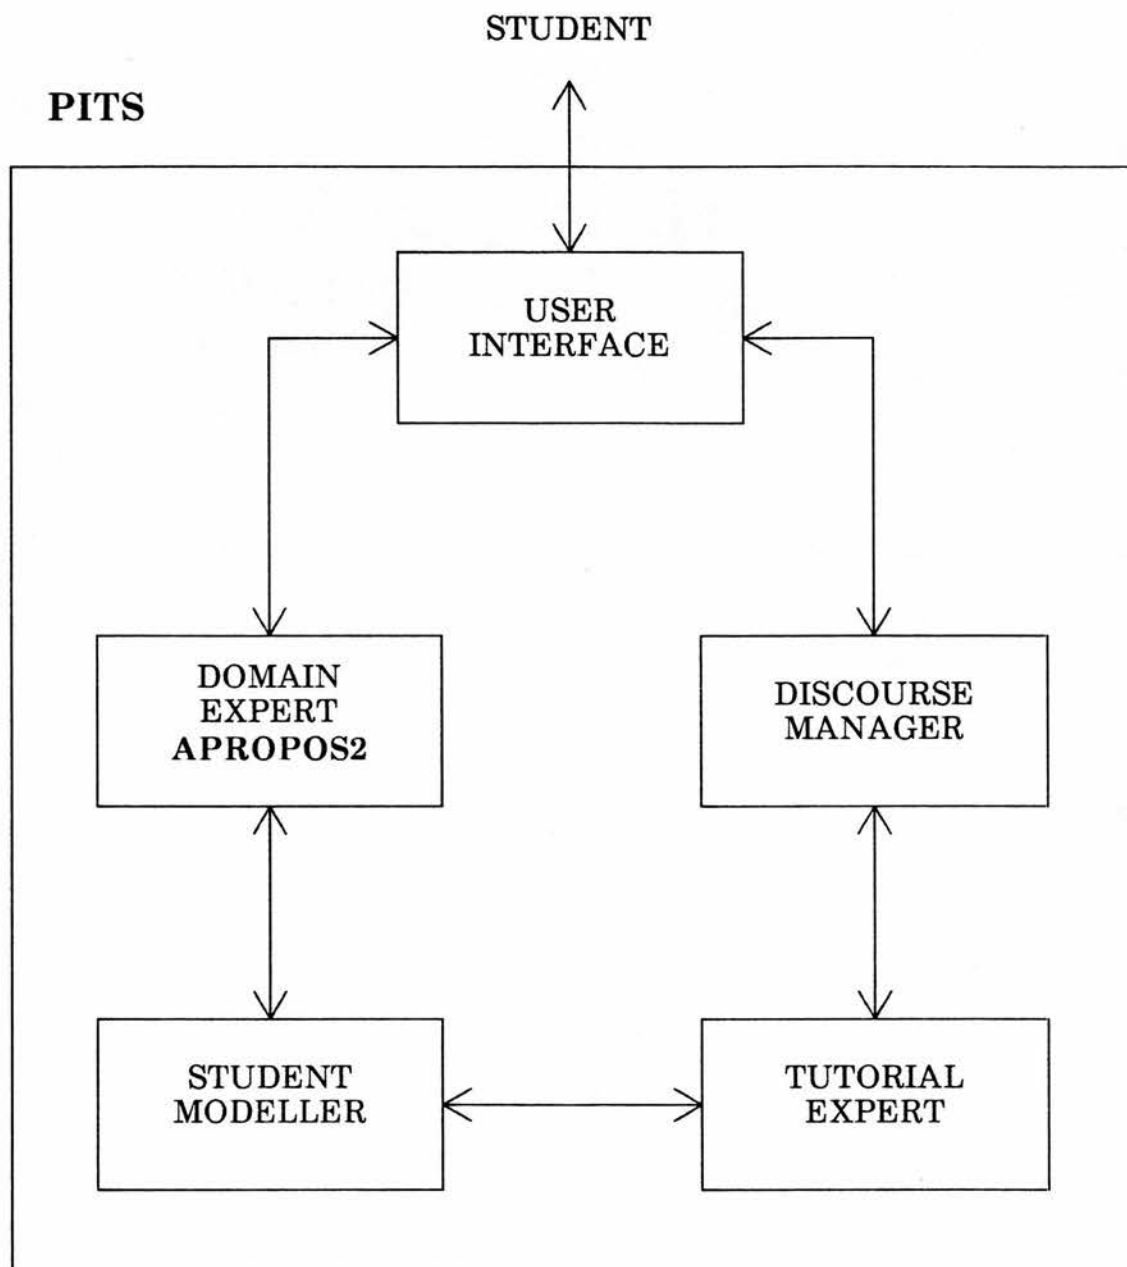 STUDENT
PITS
USER
INTERFACE
DOMAIN
EXPERT
APROPOS2
DISCOURSE
MANAGER
STUDENT
MODELLER
TUTORIAL
EXPERT